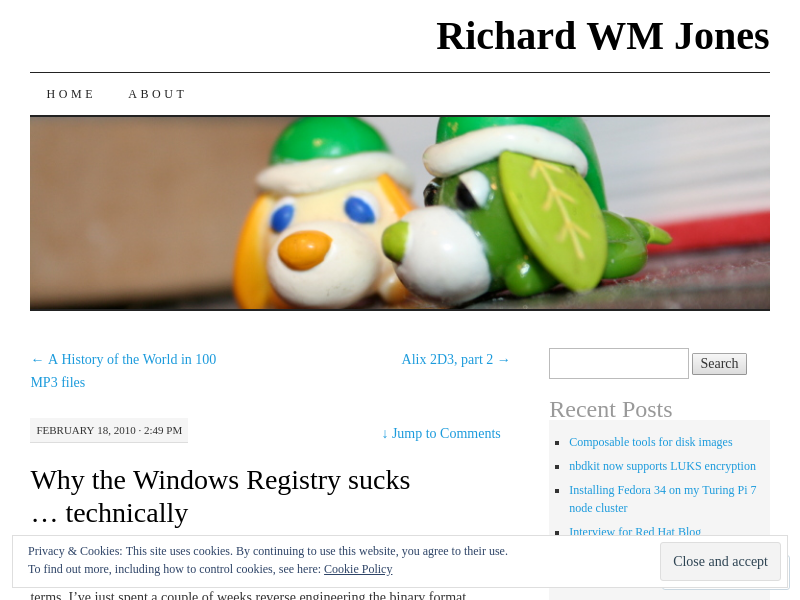 Richard WM Jones
HOME ABOUT
← A History of the World in 100
MP3 files
Alix 2D3, part 2 →
FEBRUARY 18, 2010 · 2:49 PM
↓ Jump to Comments
Why the Windows Registry sucks
… technically
terms. I’ve just spent a couple of weeks reverse engineering the binary format
Search
Recent Posts
Composable tools for disk images
nbdkit now supports LUKS encryption
Installing Fedora 34 on my Turing Pi 7
node cluster
Interview for Red Hat Blog
Privacy & Cookies: This site uses cookies. By continuing to use this website, you agree to their use.
To find out more, including how to control cookies, see here: Cookie Policy
Close and accept